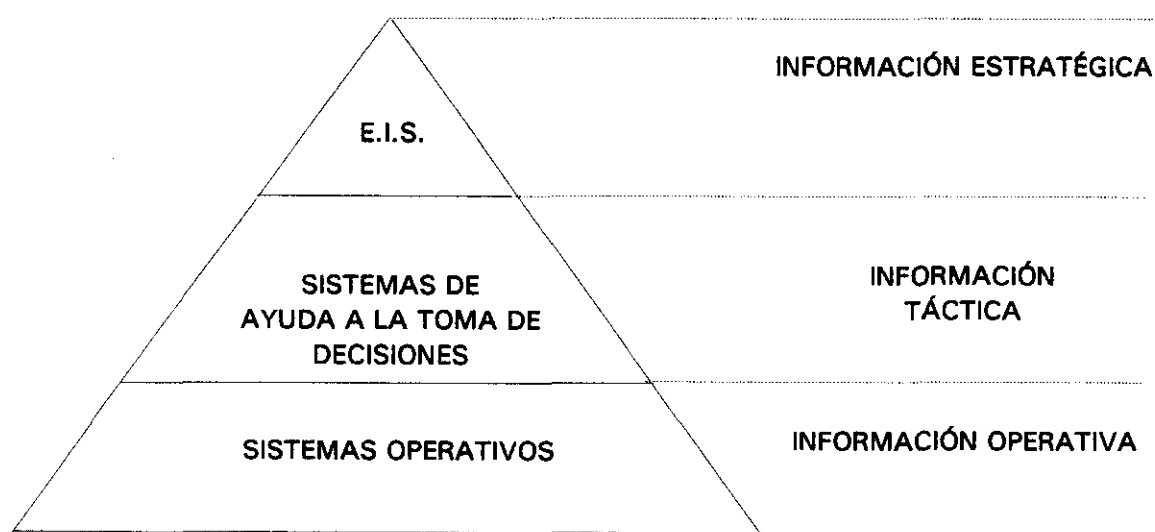 INFORMACIÓN ESTRATÉGICA
E.I.S.
SISTEMAS DE
AYUDA A LA TOMA DE
DECISIONES
INFORMACIÓN
TÁCTICA
SISTEMAS OPERATIVOS
INFORMACIÓN OPERATIVA